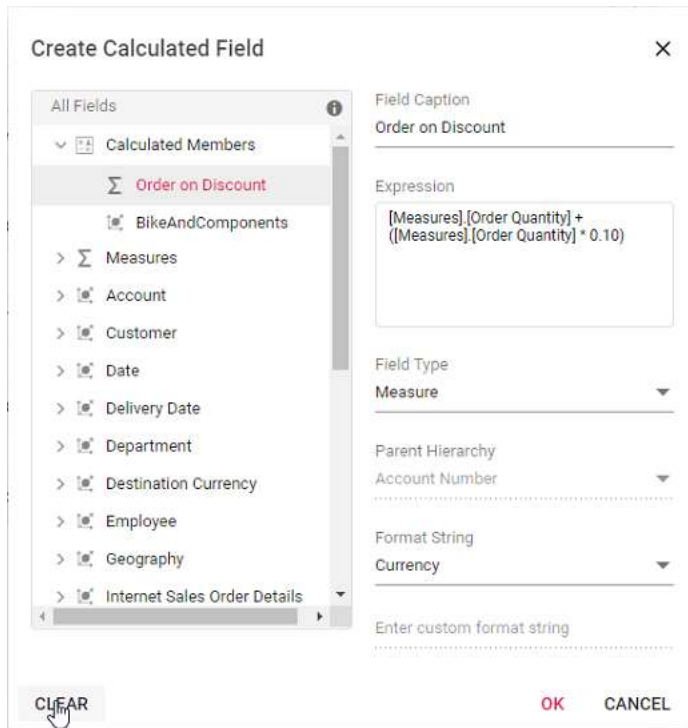 Create Calculated Field
All Fields
Calculated Members
Order on Discount
BikeAndComponents
Measures
Account
Customer
Date
Delivery Date
Department
Destination Currency
Employee
Geography
Internet Sales Order Details
Field Caption
Order on Discount
Expression
[Measures].[Order Quantity] +
([Measures].[Order Quantity] * 0.10)
Field Type
Measure
Parent Hierarchy
Account Number
Format String
Currency
Enter custom format string
CLEAR
OK
CANCEL